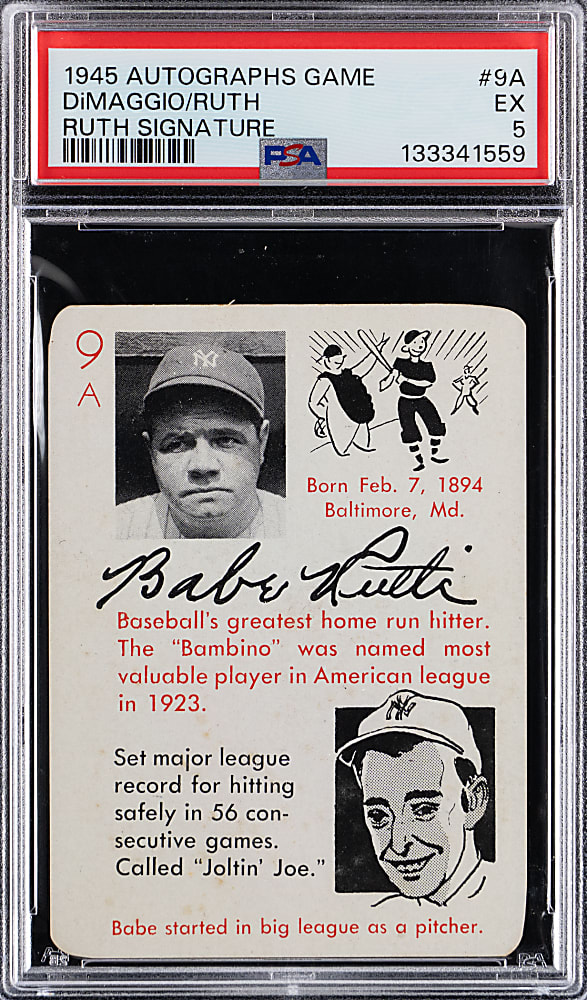 1945 AUTOGRAPHS GAME #9A
DiMAGGIO/RUTH EX
RUTH SIGNATURE 5
PSA 133341559
9
A
NY
Born Feb. 7, 1894
Baltimore, Md.
Babe Ruth
Baseball's greatest home run hitter.
The "Bambino" was named most
valuable player in American league
in 1923.
NY
Set major league
record for hitting
safely in 56 con-
secutive games.
Called "Joltin' Joe."
Babe started in big league as a pitcher.